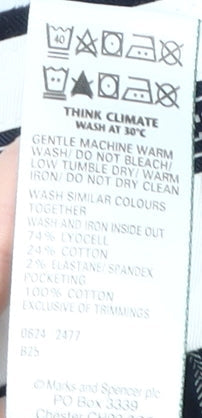 40
THINK CLIMATE
WASH AT 30°C
GENTLE MACHINE WARM
WASH/ DO NOT BLEACH/
LOW TUMBLE DRY/ WARM
IRON/ DO NOT DRY CLEAN
WASH SIMILAR COLOURS
TOGETHER
WASH AND IRON INSIDE OUT
74% LYOCELL
24% COTTON
2% ELASTANE/ SPANDEX
POCKETING
100% COTTON
EXCLUSIVE OF TRIMMINGS
0824 2477
B25
© Marks and Spencer plc
PO Box 3339
Chester